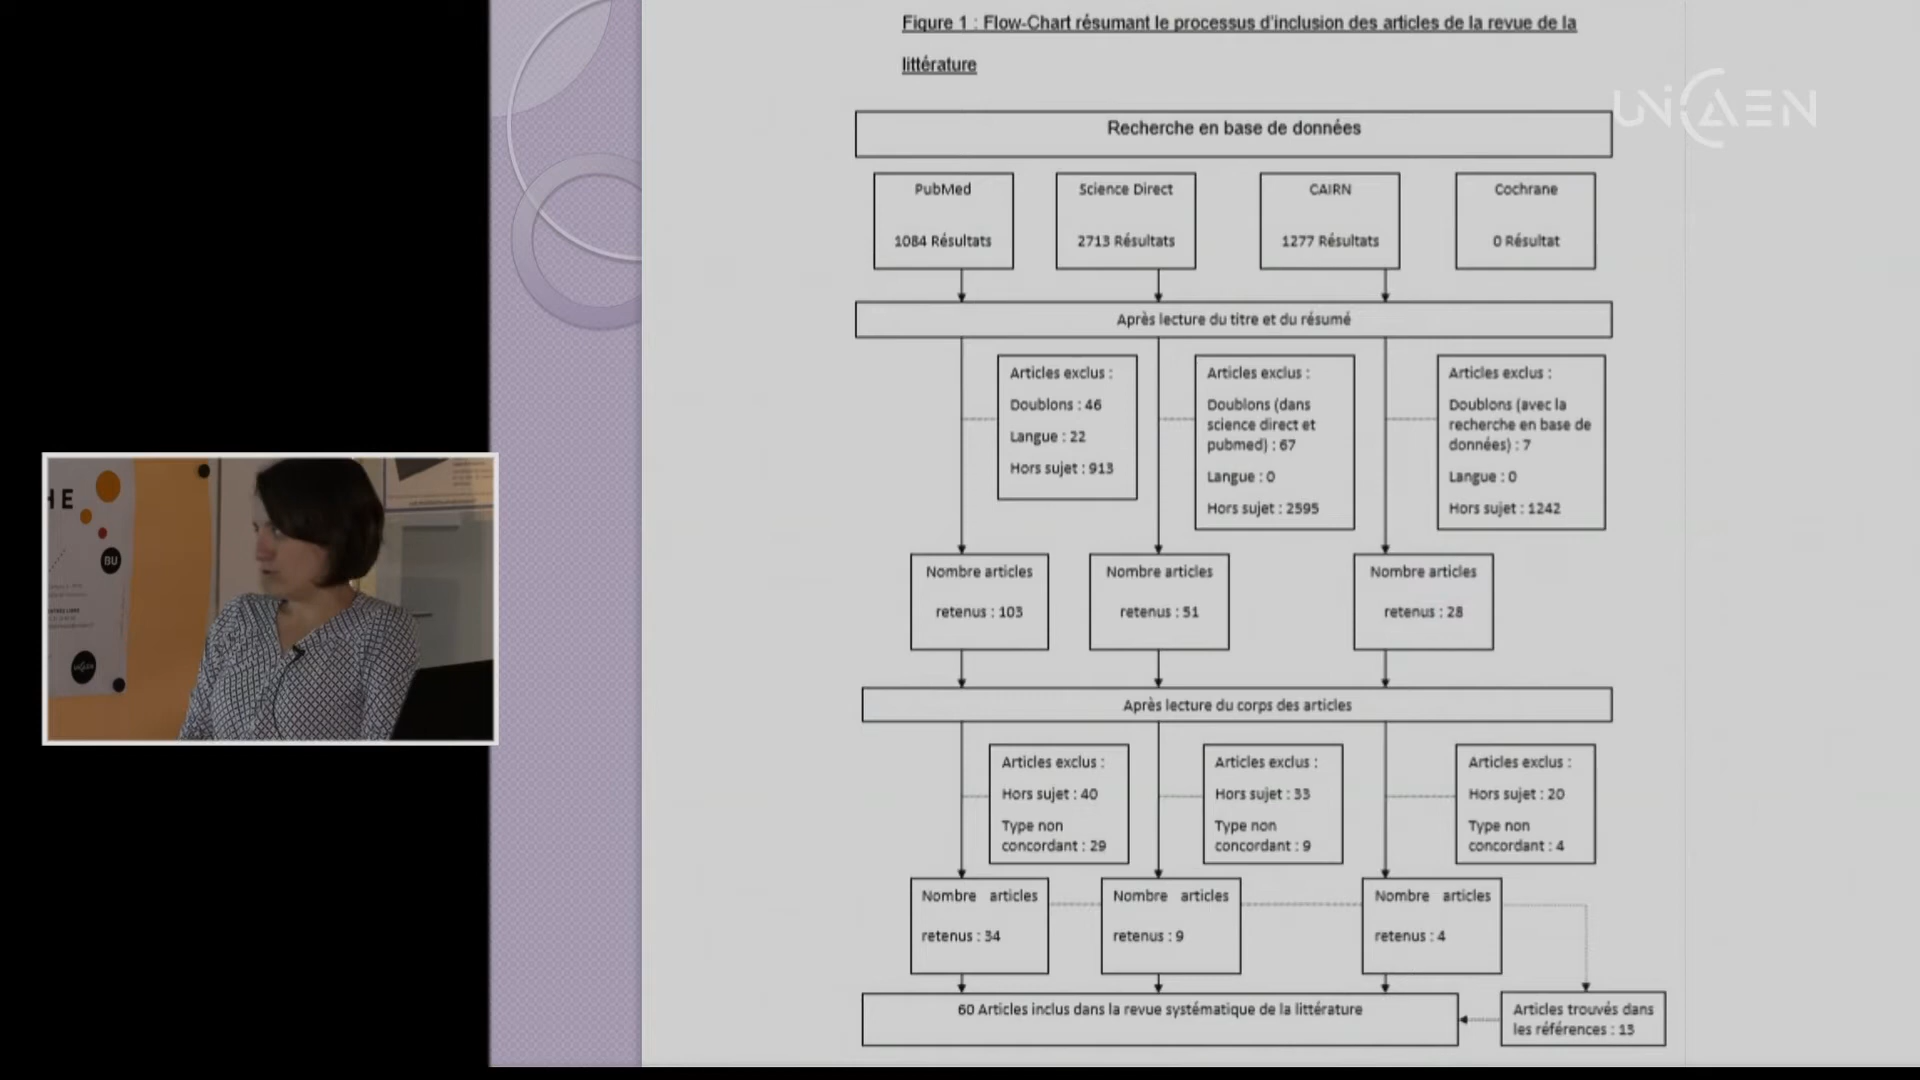 Figure 1 : Flow-Chart résumant le processus d'inclusion des articles de la revue de la
littérature
UNICAEN
Recherche en base de données
PubMed
1084 Résultats
Science Direct
2713 Résultats
CAIRN
1277 Résultats
Cochrane
0 Résultat
Après lecture du titre et du résumé
Articles exclus :
Doublons : 46
Langue : 22
Hors sujet : 913
Articles exclus :
Doublons (dans
science direct et
pubmed) : 67
Langue : 0
Hors sujet : 2595
Articles exclus :
Doublons (avec la
recherche en base de
données) : 7
Langue : 0
Hors sujet : 1242
Nombre articles
retenus : 103
Nombre articles
retenus : 51
Nombre articles
retenus : 28
Après lecture du corps des articles
Articles exclus :
Hors sujet : 40
Type non
concordant : 29
Articles exclus :
Hors sujet : 33
Type non
concordant : 9
Articles exclus :
Hors sujet : 20
Type non
concordant : 4
Nombre articles
retenus : 34
Nombre articles
retenus : 9
Nombre articles
retenus : 4
60 Articles inclus dans la revue systématique de la littérature
Articles trouvés dans
les références : 13
HE
BU